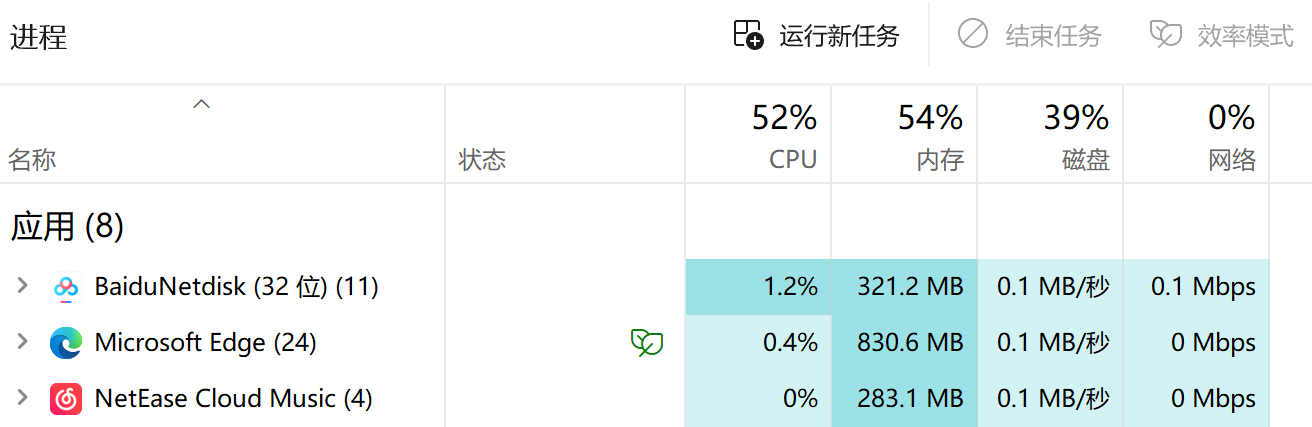 进程 运行新任务 结束任务 效率模式
52% 54% 39% 0%
名称 状态 CPU 内存 磁盘 网络
应用 (8)
BaiduNetdisk (32 位) (11) 1.2% 321.2 MB 0.1 MB/秒 0.1 Mbps
Microsoft Edge (24) 0.4% 830.6 MB 0.1 MB/秒 0 Mbps
NetEase Cloud Music (4) 0% 283.1 MB 0.1 MB/秒 0 Mbps